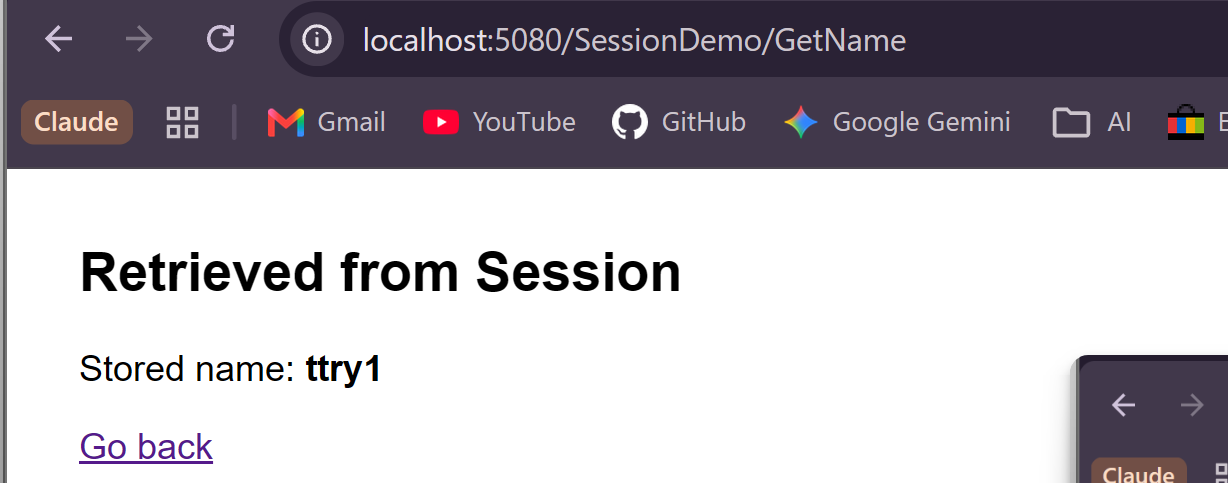 localhost:5080/SessionDemo/GetName
Claude Gmail YouTube GitHub Google Gemini AI
Retrieved from Session
Stored name: ttry1
Go back
Claude